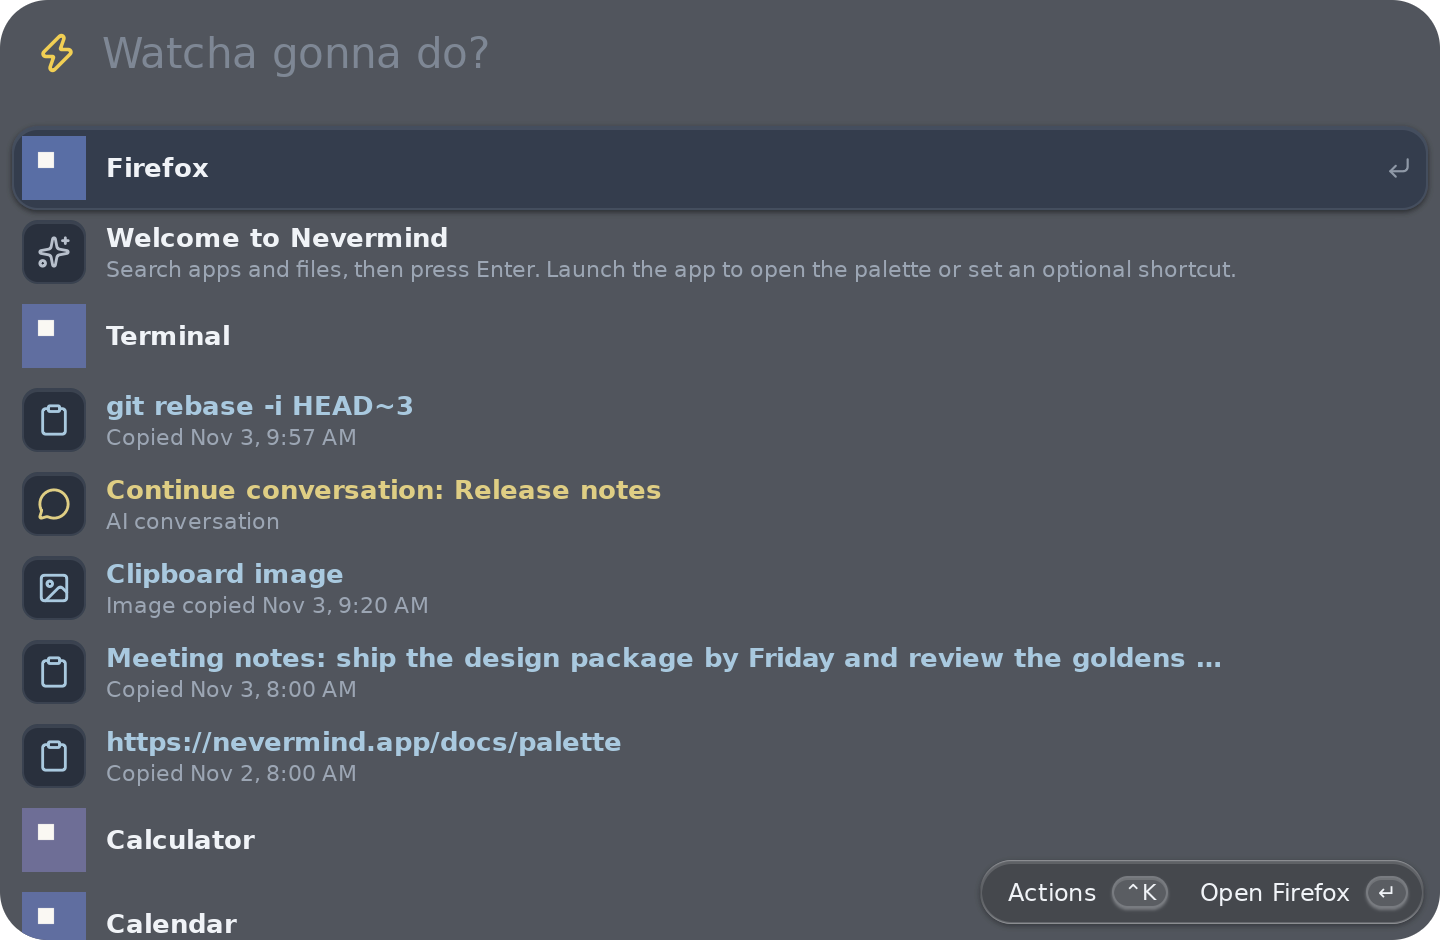 Watcha gonna do?
Firefox
Welcome to Nevermind
Search apps and files, then press Enter. Launch the app to open the palette or set an optional shortcut.
Terminal
git rebase -i HEAD~3
Copied Nov 3, 9:57 AM
Continue conversation: Release notes
AI conversation
Clipboard image
Image copied Nov 3, 9:20 AM
Meeting notes: ship the design package by Friday and review the goldens …
Copied Nov 3, 8:00 AM
https://nevermind.app/docs/palette
Copied Nov 2, 8:00 AM
Calculator
Calendar
Actions ^K Open Firefox ↵